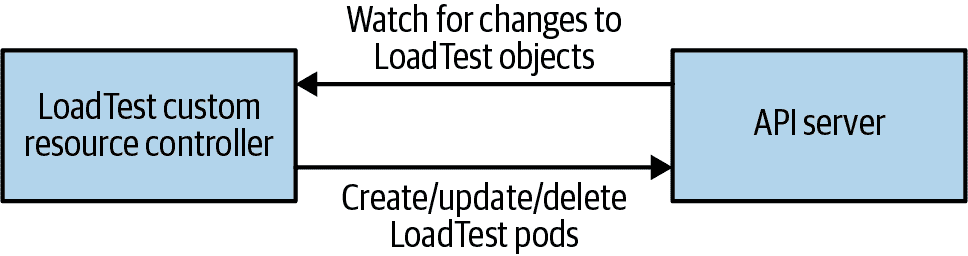 Watch for changes to
LoadTest objects
LoadTest custom
resource controller
API server
Create/update/delete
LoadTest pods